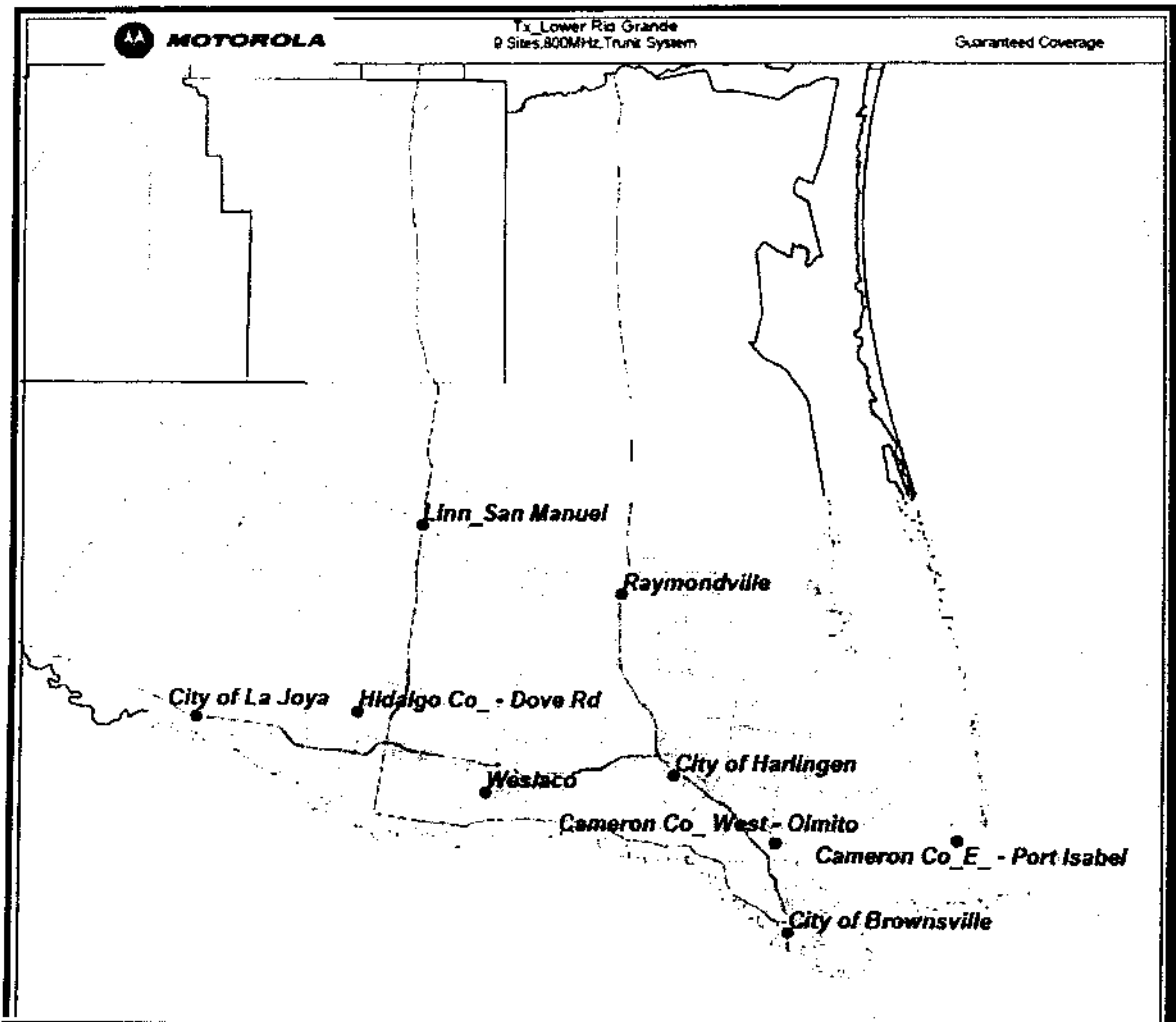 MOTOROLA
Tx_Lower Rio Grande
9 Sites,800MHz,Trunk System
Guaranteed Coverage
Linn_San Manuel
Raymondville
City of La Joya
Hidalgo Co_ - Dove Rd
City of Harlingen
Weslaco
Cameron Co_ West - Olmito
Cameron Co_E_ - Port Isabel
City of Brownsville